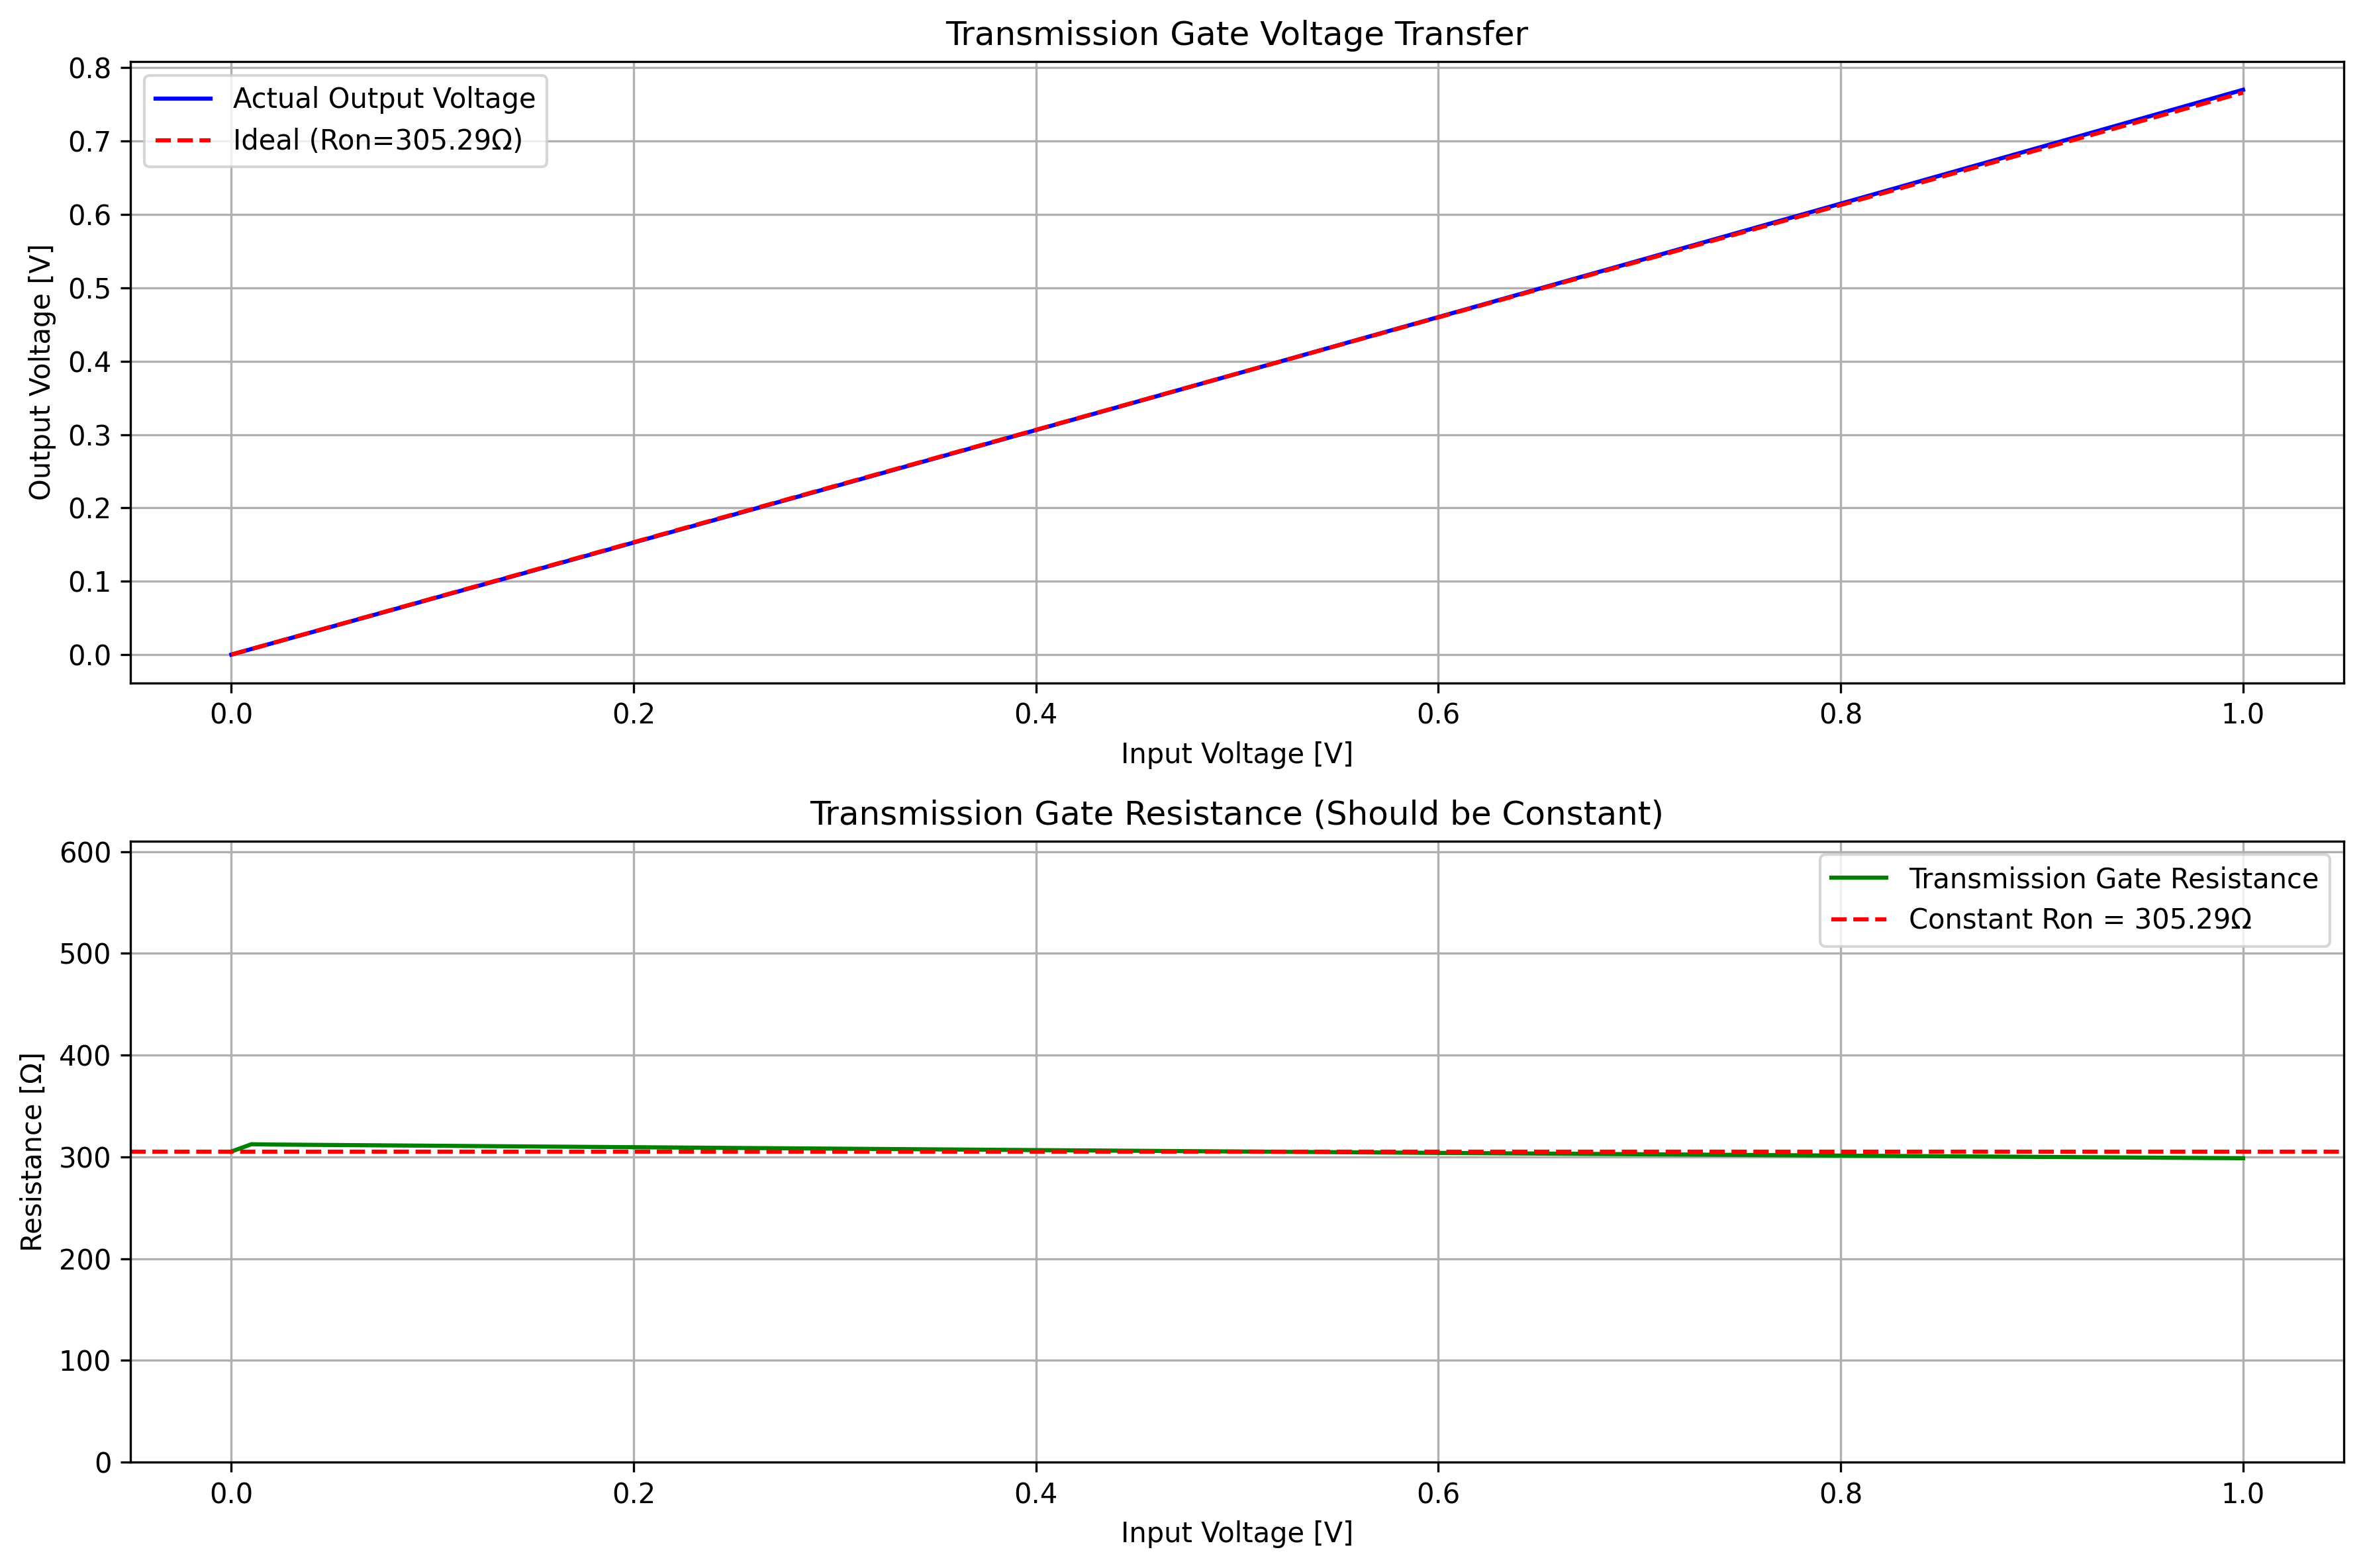 Transmission Gate Voltage Transfer
Actual Output Voltage
Ideal (Ron=305.29Ω)
Output Voltage [V]
0.8
0.7
0.6
0.5
0.4
0.3
0.2
0.1
0.0
0.0 0.2 0.4 0.6 0.8 1.0
Input Voltage [V]
Transmission Gate Resistance (Should be Constant)
Transmission Gate Resistance
Constant Ron = 305.29Ω
Resistance [Ω]
600
500
400
300
200
100
0
0.0 0.2 0.4 0.6 0.8 1.0
Input Voltage [V]